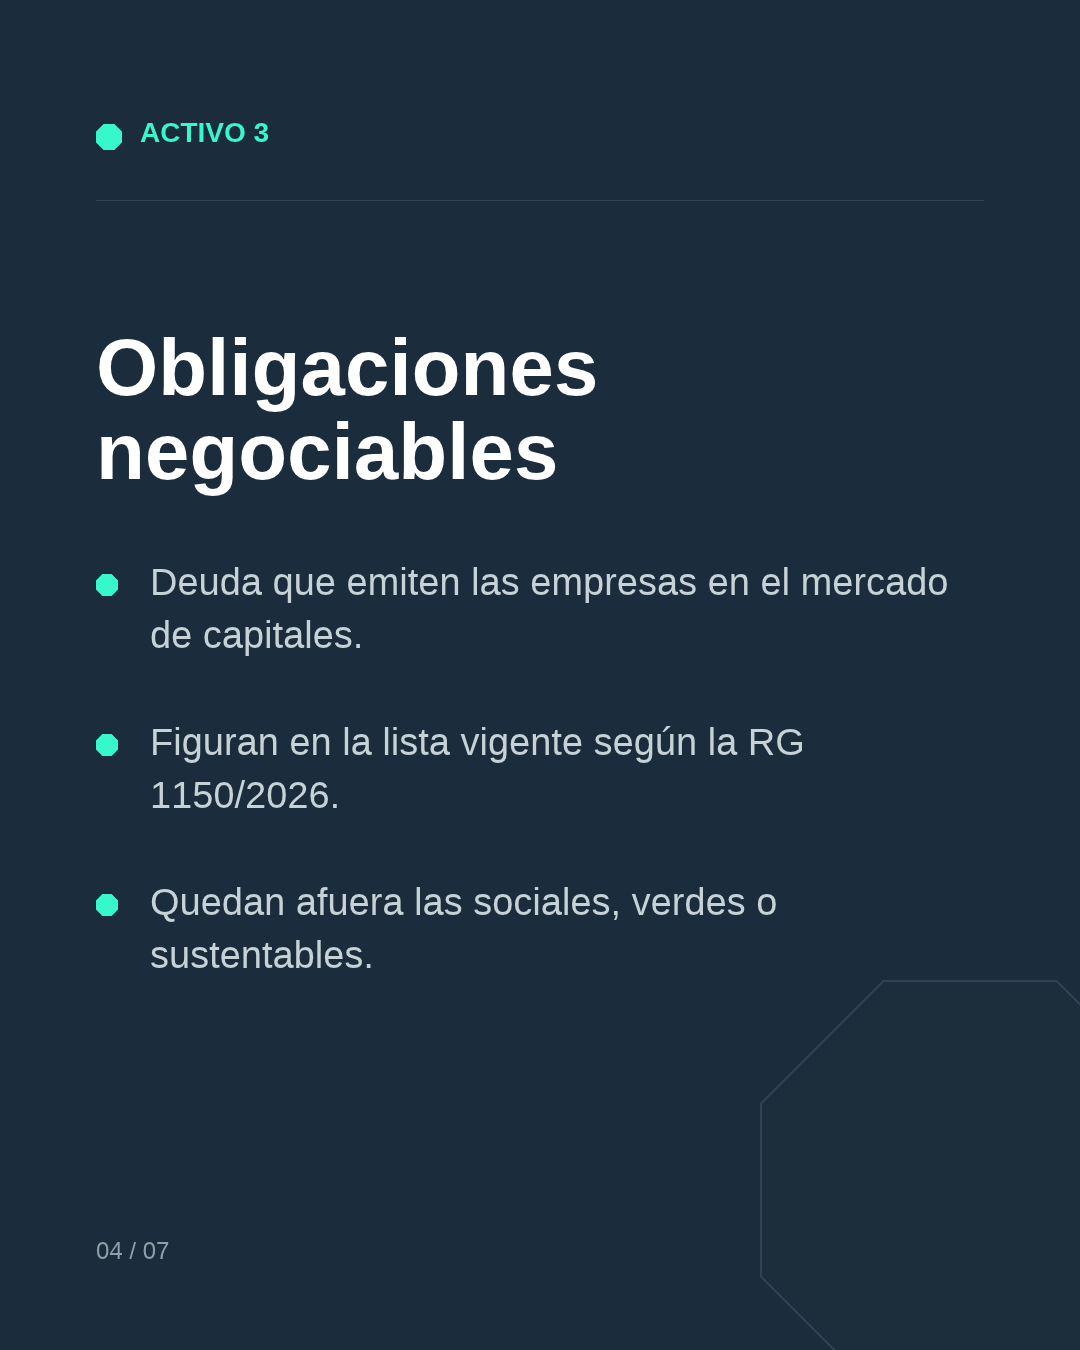 ACTIVO 3
Obligaciones
negociables
Deuda que emiten las empresas en el mercado
de capitales.
Figuran en la lista vigente según la RG
1150/2026.
Quedan afuera las sociales, verdes o
sustentables.
04 / 07